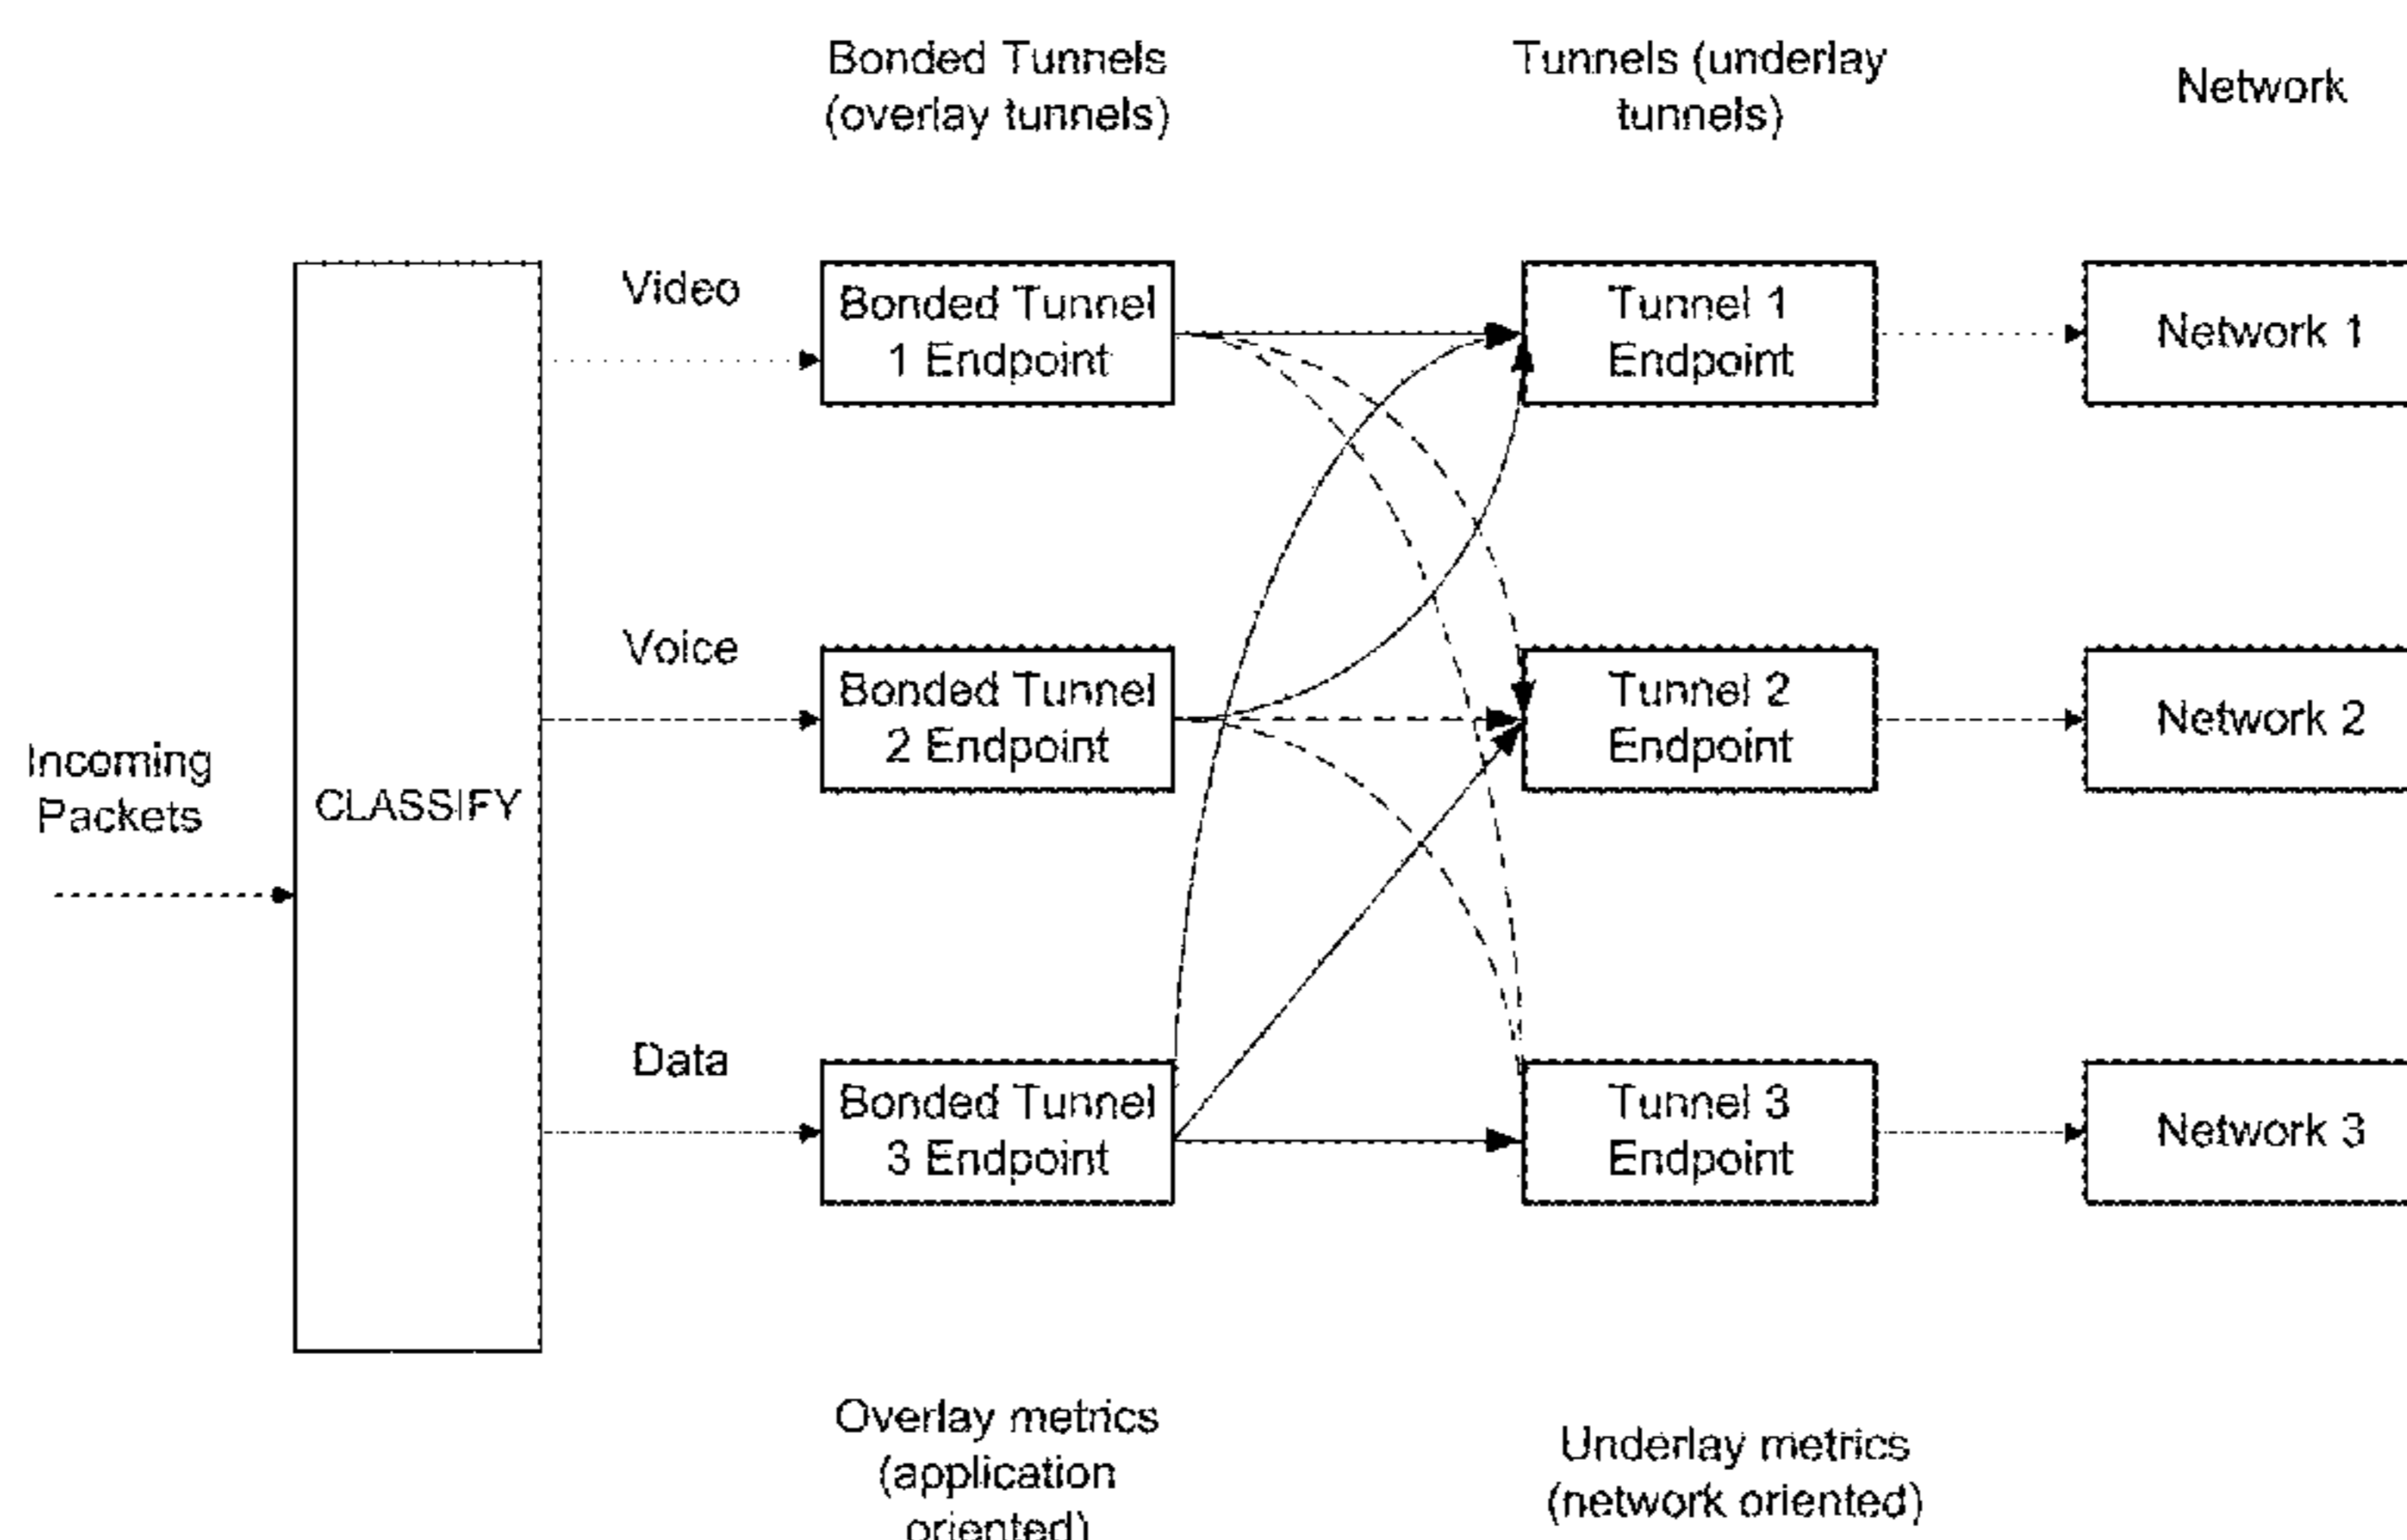 Bonded Tunnels
(overlay tunnels)
Tunnels (underlay
tunnels)
Network
Video
Bonded Tunnel
1 Endpoint
Tunnel 1
Endpoint
Network 1
Voice
Bonded Tunnel
2 Endpoint
Tunnel 2
Endpoint
Network 2
Incoming
Packets
CLASSIFY
Data
Bonded Tunnel
3 Endpoint
Tunnel 3
Endpoint
Network 3
Overlay metrics
(application
oriented)
Underlay metrics
(network oriented)